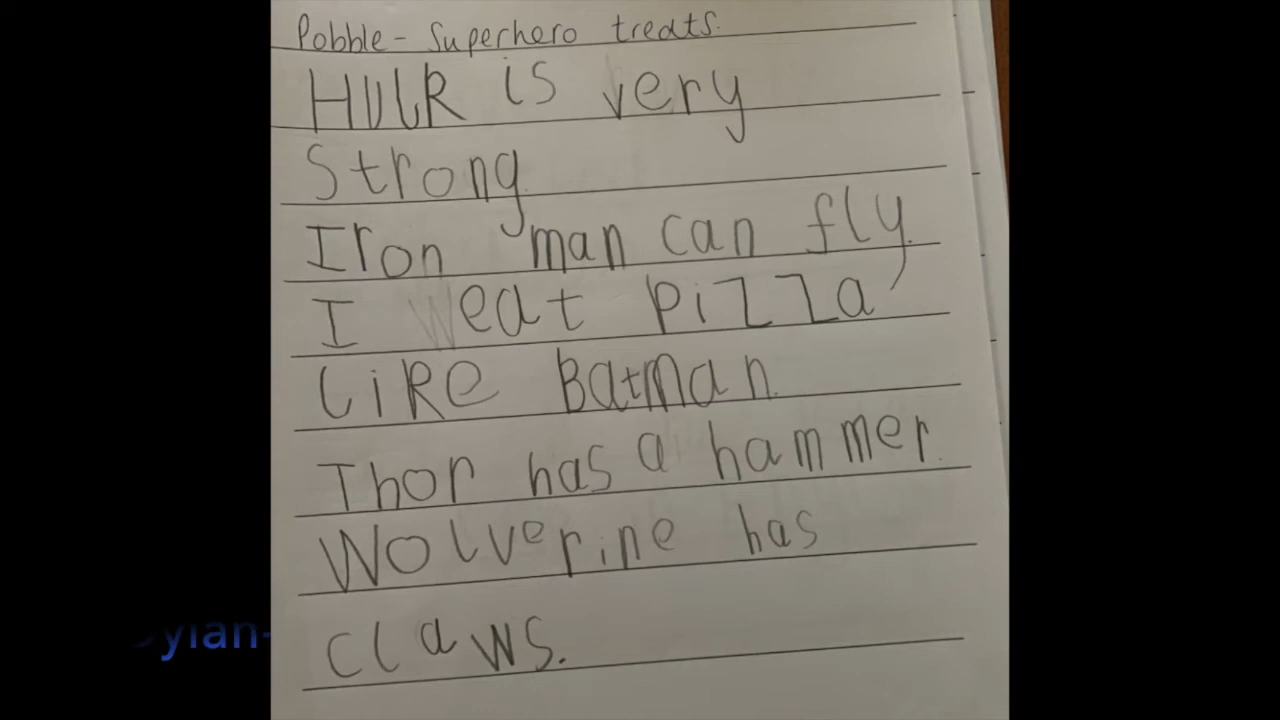 Pobble - Superhero treats.
HULK is very
Strong
Iron man can fly.
I eat pizza
like Batman.
Thor has a hammer.
Wolverine has
claws.